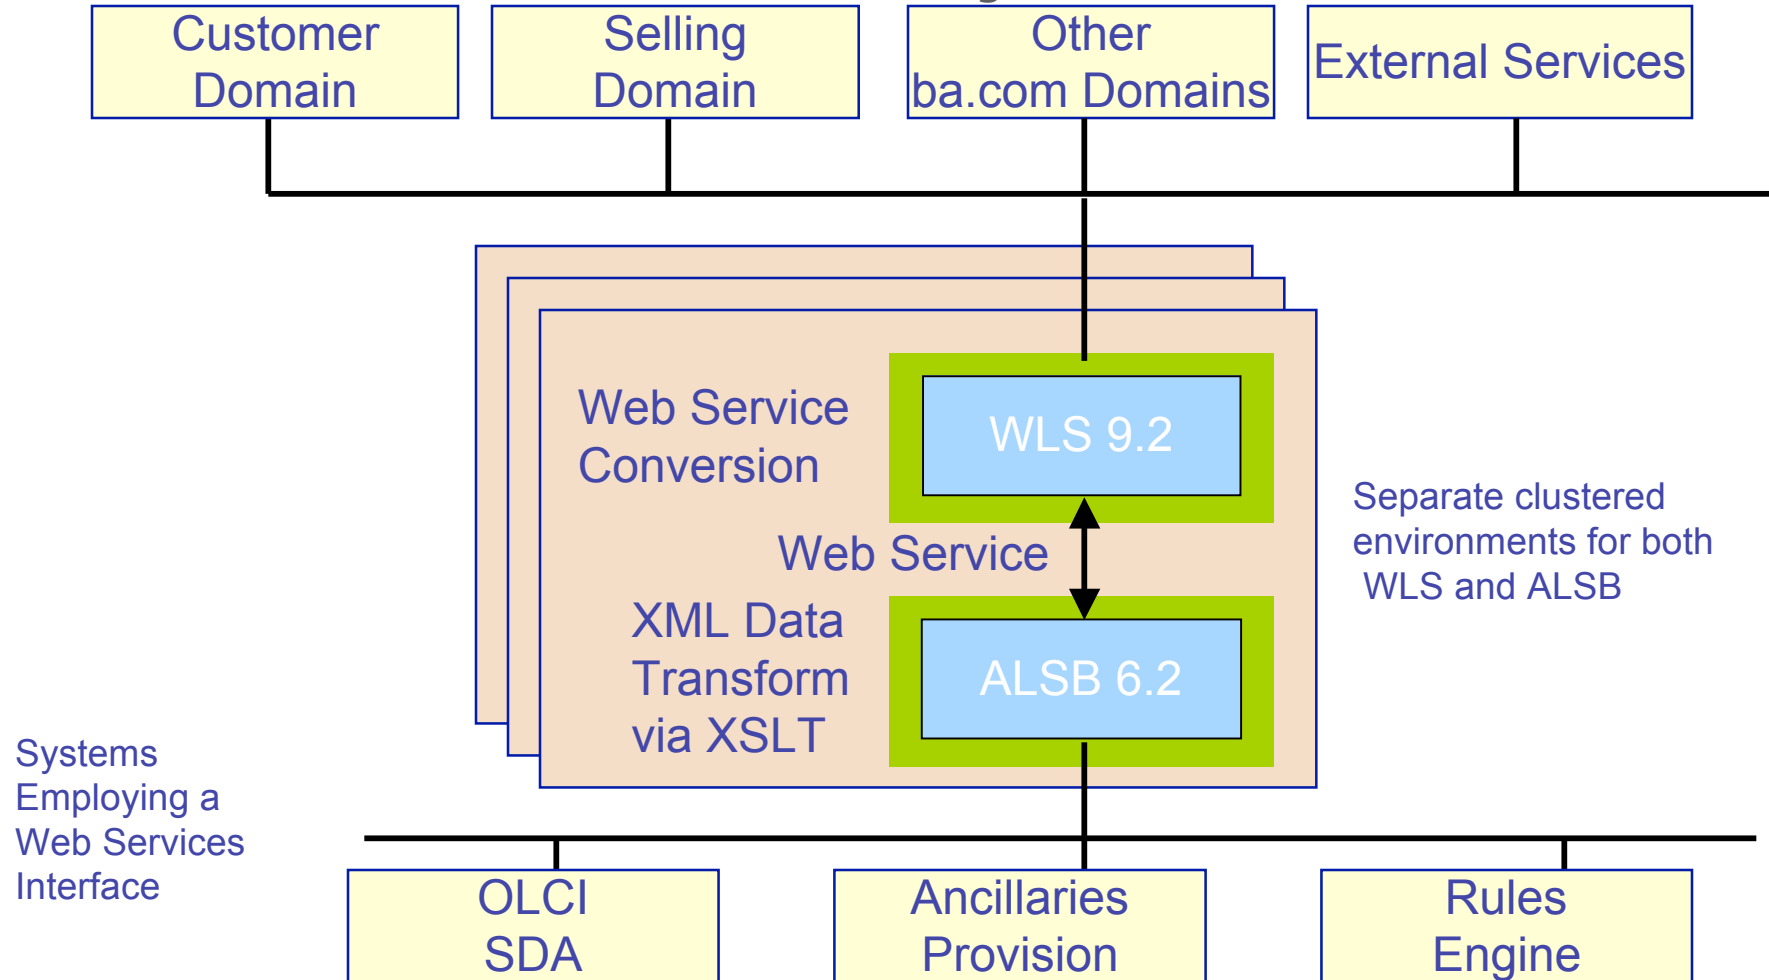 Customer
Domain
Selling
Domain
Other
ba.com Domains
External Services
Web Service
Conversion
WLS 9.2
Web Service
Separate clustered
environments for both
WLS and ALSB
XML Data
Transform
via XSLT
ALSB 6.2
Systems
Employing a
Web Services
Interface
OLCI
SDA
Ancillaries
Provision
Rules
Engine